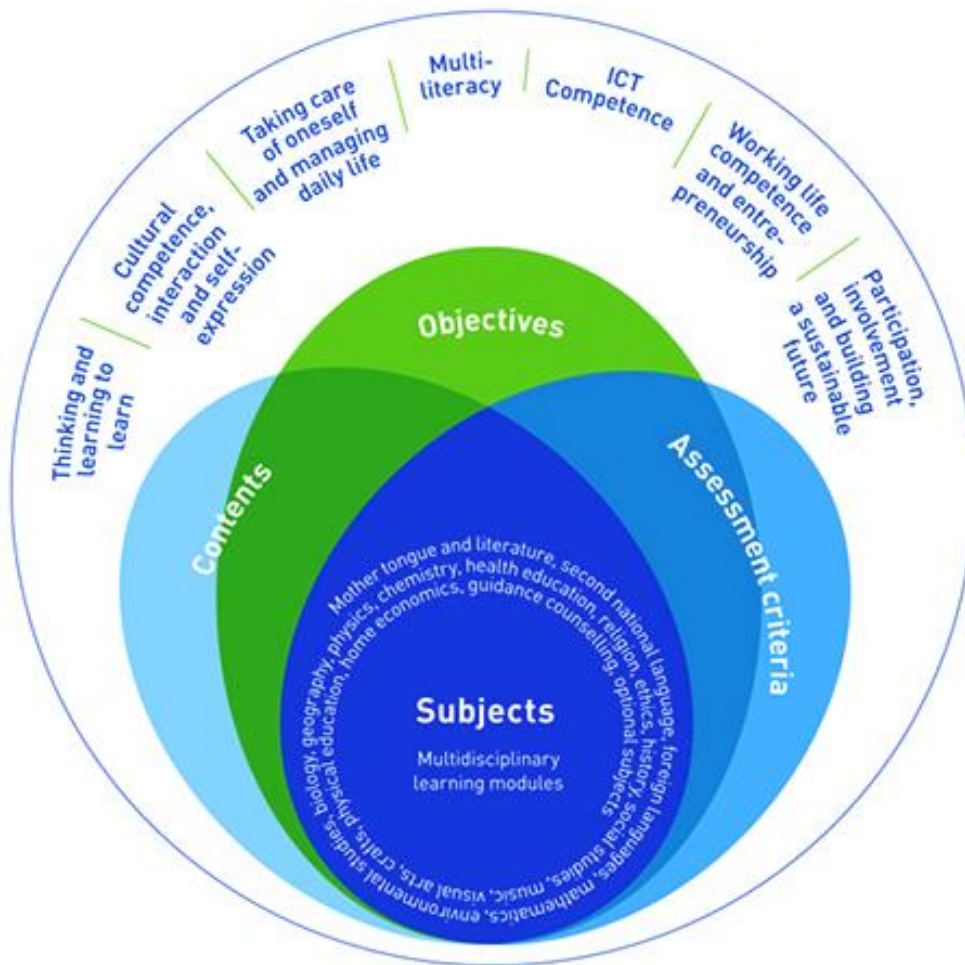 Thinking and
learning to
learn
Cultural
competence,
interaction
and self-
expression
Taking care
of oneself
and managing
daily life
Multi-
literacy
ICT
Competence
Working life
competence
and entre-
preneurship
Participation,
involvement
and building
a sustainable
future
Objectives
Contents
Assessment criteria
Mother tongue and literature, second national language, foreign languages, mathematics, environmental studies, biology, geography, physics, chemistry, health education, religion, ethics, history, social studies, music, visual arts, crafts, physical education, home economics, guidance counselling, optional subjects
Subjects
Multidisciplinary
learning modules